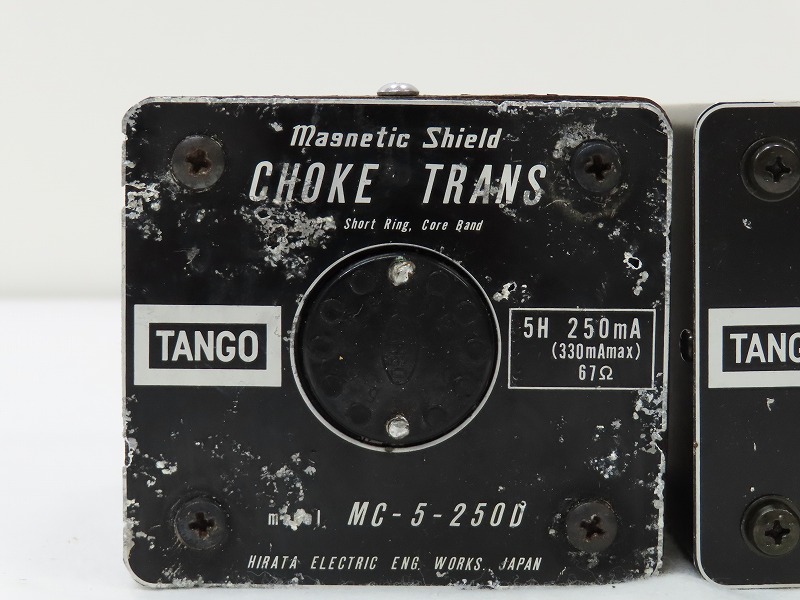 Magnetic Shield
CHOKE TRANS
Short Ring, Core Band
TANGO
5H 250mA
(330mAmax)
67Ω
model MC-5-250D
HIRATA ELECTRIC ENG. WORKS. JAPAN
TANG